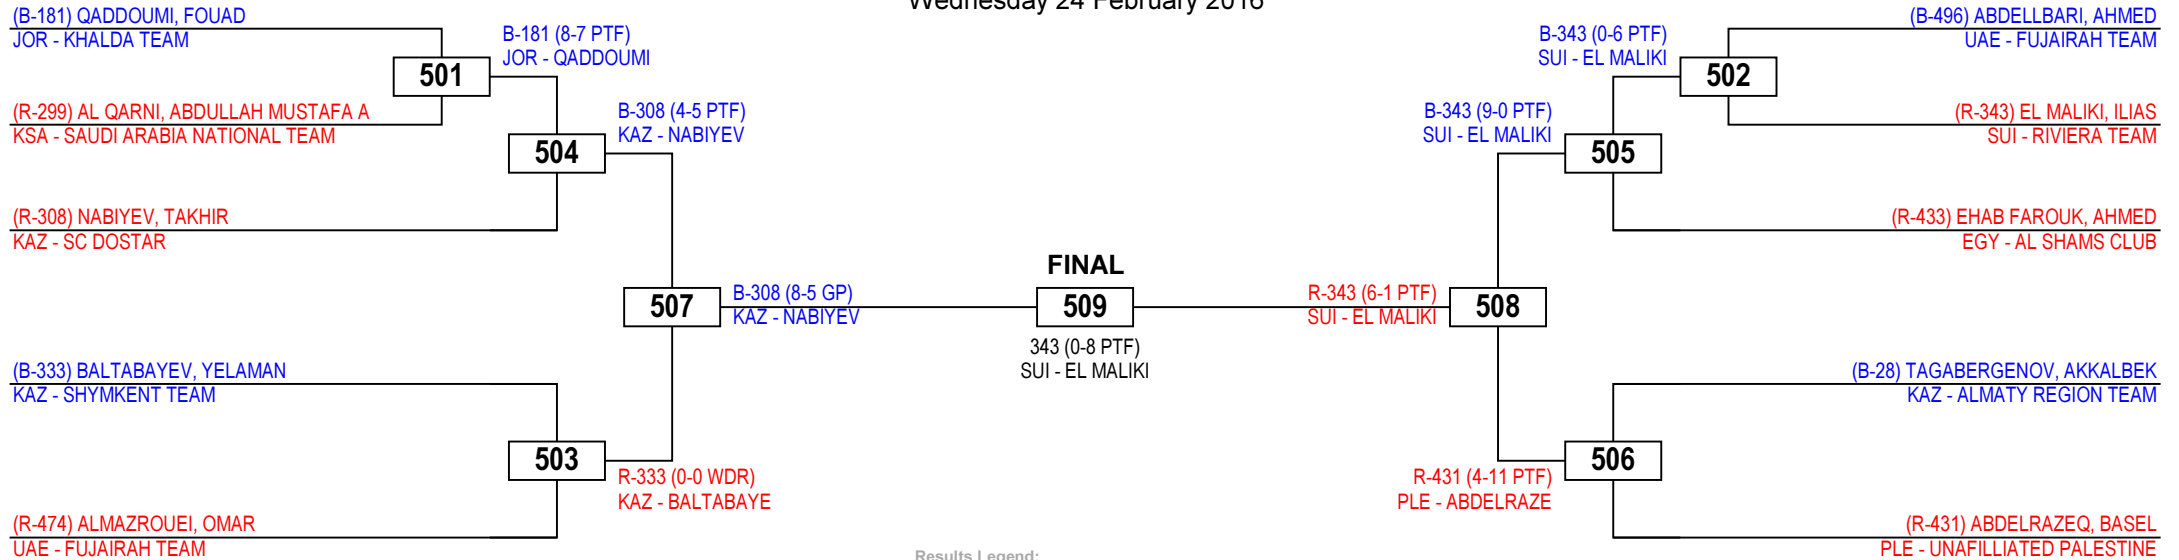 Wednesday 24 February 2016
(B-181) QADDOUMI, FOUAD
JOR - KHALDA TEAM
501
(R-299) AL QARNI, ABDULLAH MUSTAFA A
KSA - SAUDI ARABIA NATIONAL TEAM
B-181 (8-7 PTF)
JOR - QADDOUMI
504
(R-308) NABIYEV, TAKHIR
KAZ - SC DOSTAR
B-308 (4-5 PTF)
KAZ - NABIYEV
507
B-308 (8-5 GP)
KAZ - NABIYEV
(B-333) BALTABAYEV, YELAMAN
KAZ - SHYMKENT TEAM
503
R-333 (0-0 WDR)
KAZ - BALTABAYE
(R-474) ALMAZROUEI, OMAR
UAE - FUJAIRAH TEAM
FINAL
509
343 (0-8 PTF)
SUI - EL MALIKI
(B-496) ABDELLBARI, AHMED
UAE - FUJAIRAH TEAM
B-343 (0-6 PTF)
SUI - EL MALIKI
502
(R-343) EL MALIKI, ILIAS
SUI - RIVIERA TEAM
B-343 (9-0 PTF)
SUI - EL MALIKI
505
(R-433) EHAB FAROUK, AHMED
EGY - AL SHAMS CLUB
R-343 (6-1 PTF)
SUI - EL MALIKI
508
(B-28) TAGABERGENOV, AKKALBEK
KAZ - ALMATY REGION TEAM
506
R-431 (4-11 PTF)
PLE - ABDELRAZE
(R-431) ABDELRAZEQ, BASEL
PLE - UNAFILLIATED PALESTINE
Results Legend: